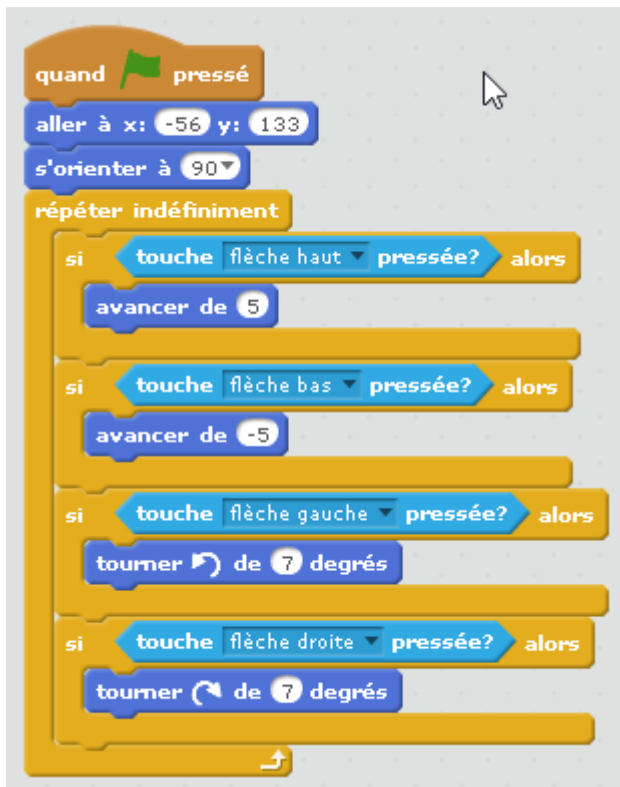 quand pressé
aller à x: -56 y: 133
s'orienter à 90
répéter indéfiniment
si touche flèche haut pressée? alors
avancer de 5
si touche flèche bas pressée? alors
avancer de -5
si touche flèche gauche pressée? alors
tourner de 7 degrés
si touche flèche droite pressée? alors
tourner de 7 degrés